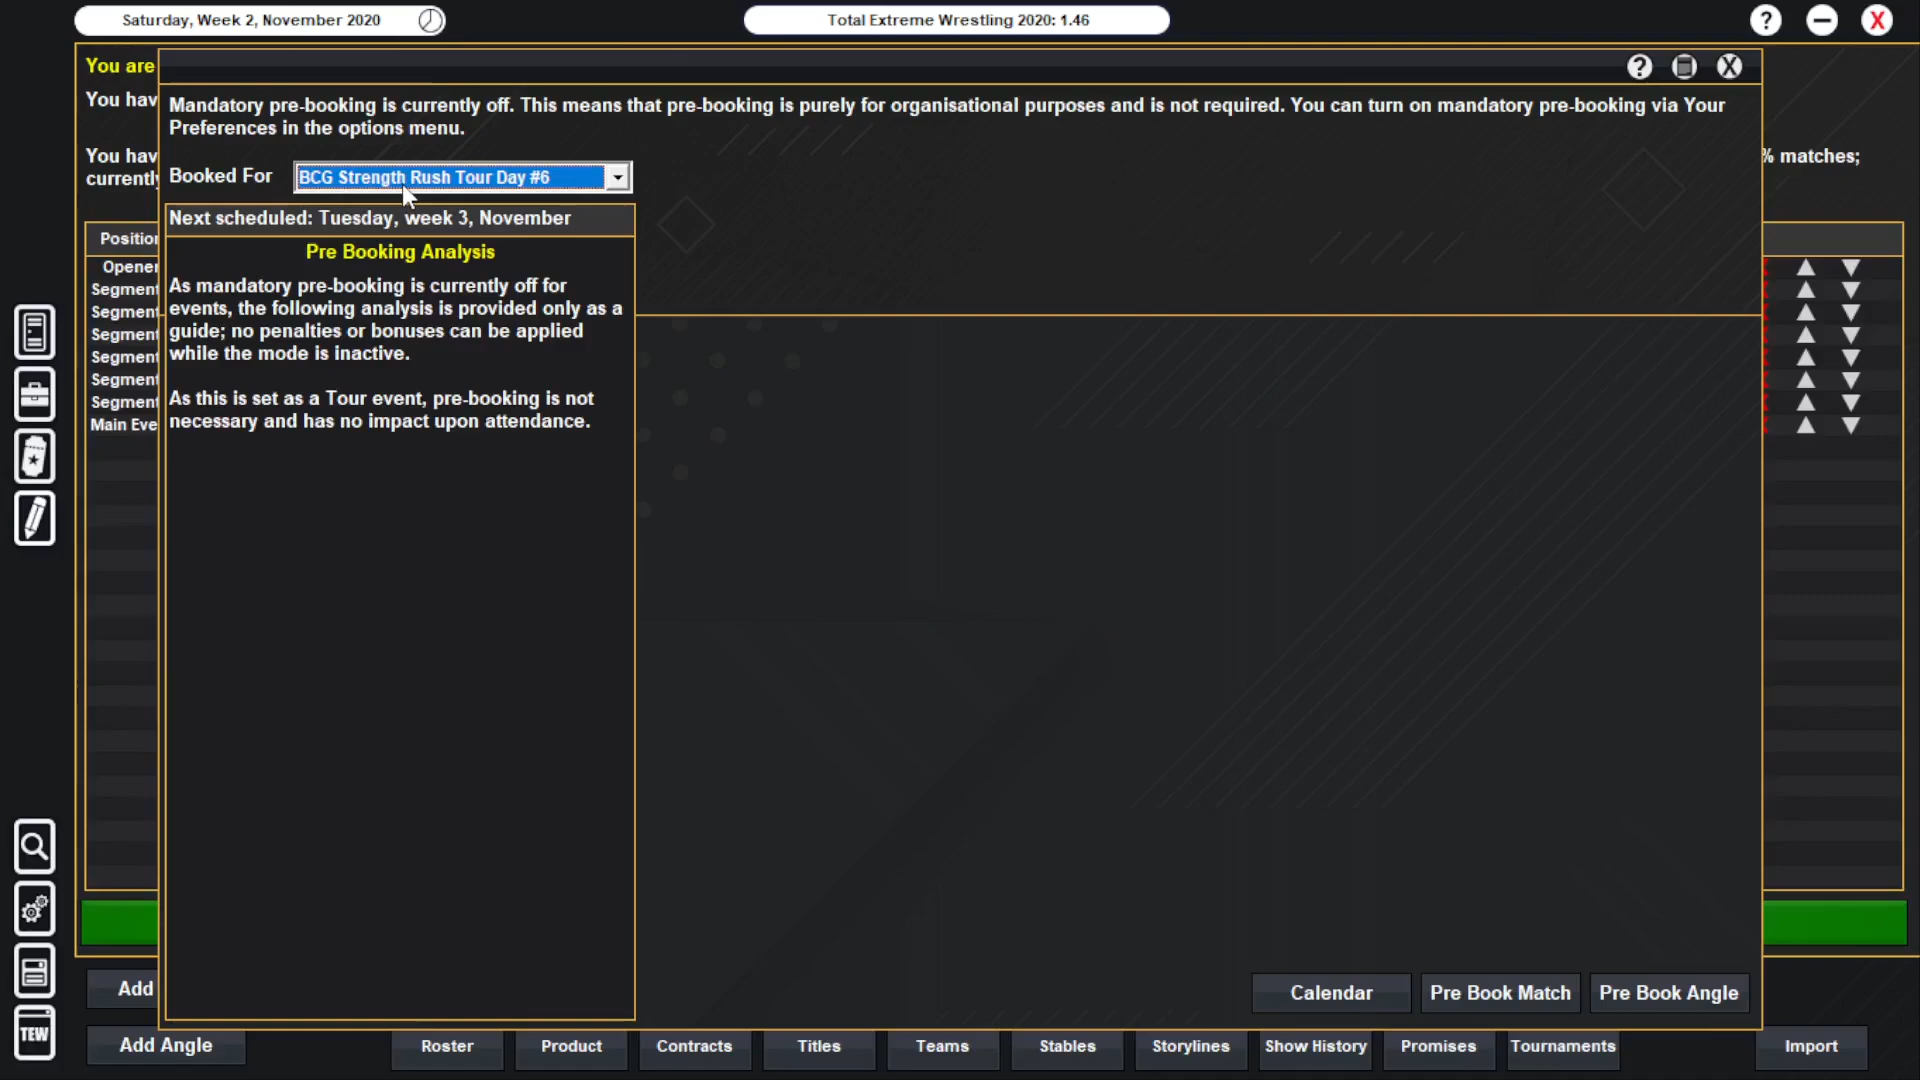 Saturday, Week 2, November 2020
Total Extreme Wrestling 2020: 1.46
?
X
You are
?
X
You hav
Mandatory pre-booking is currently off. This means that pre-booking is purely for organisational purposes and is not required. You can turn on mandatory pre-booking via Your
Preferences in the options menu.
You hav
% matches;
currently
Booked For
BCG Strength Rush Tour Day #6
Next scheduled: Tuesday, week 3, November
Position
Pre Booking Analysis
Opener
Segment
Segment
Segment
Segment
Segment
Segment
Main Eve
As mandatory pre-booking is currently off for
events, the following analysis is provided only as a
guide; no penalties or bonuses can be applied
while the mode is inactive.
As this is set as a Tour event, pre-booking is not
necessary and has no impact upon attendance.
Add
Calendar
Pre Book Match
Pre Book Angle
TEW
Add Angle
Roster
Product
Contracts
Titles
Teams
Stables
Storylines
Show History
Promises
Tournaments
Import